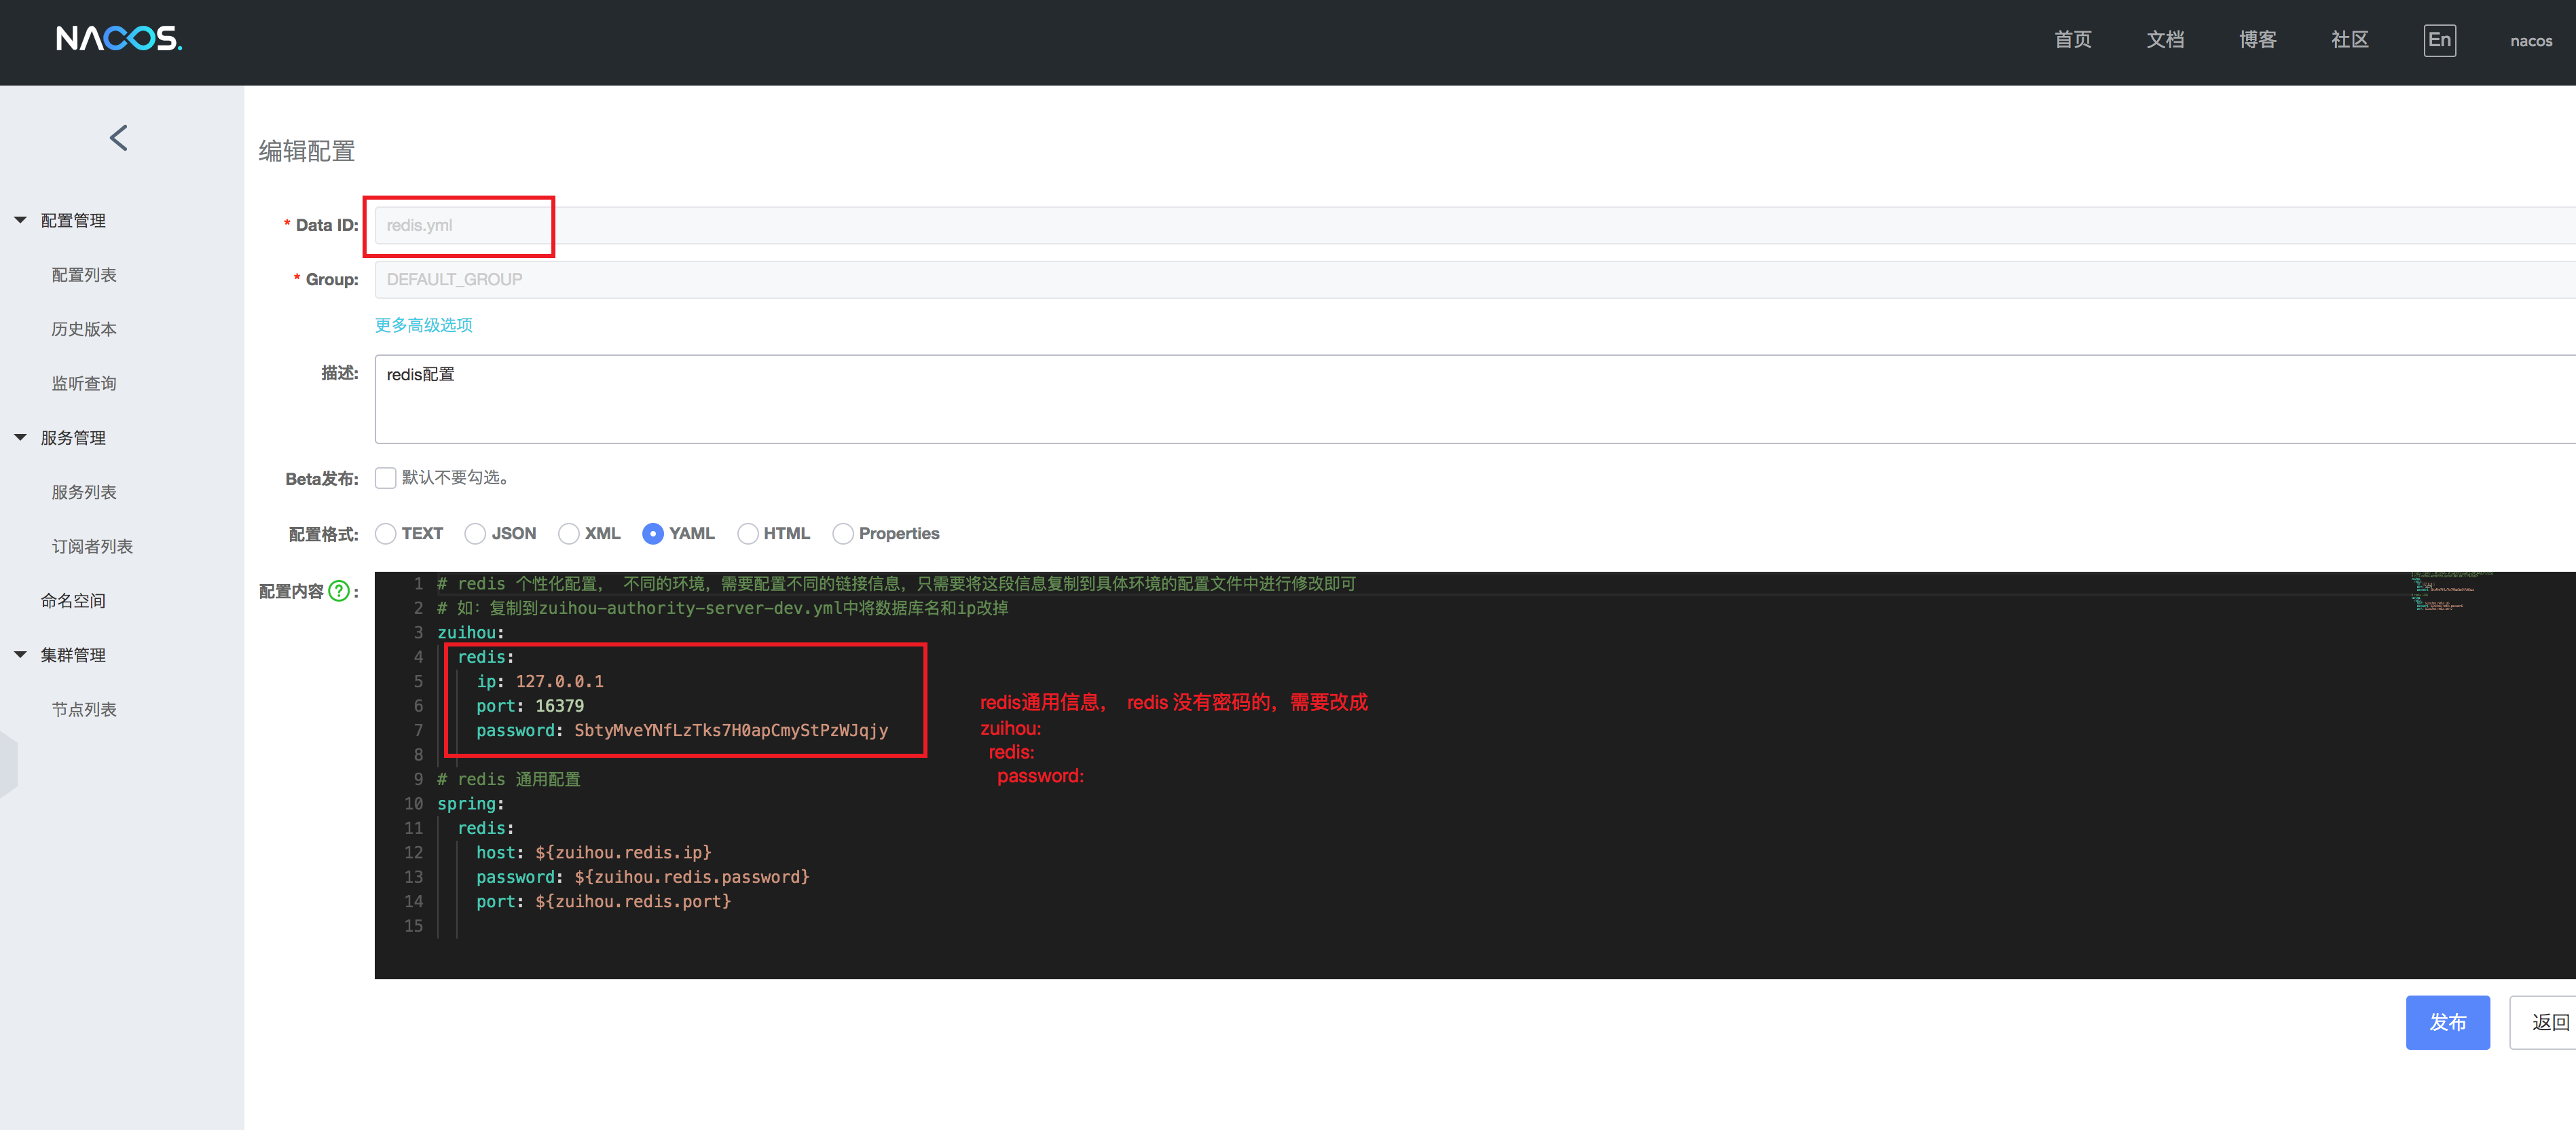 NACOS.
首页 文档 博客 社区 En nacos
编辑配置
配置管理
配置列表
历史版本
监听查询
服务管理
服务列表
订阅者列表
命名空间
集群管理
节点列表
* Data ID: redis.yml
* Group: DEFAULT_GROUP
更多高级选项
描述: redis配置
Beta发布: 默认不要勾选。
配置格式: TEXT JSON XML YAML HTML Properties
配置内容 ? :
1 # redis 个性化配置， 不同的环境，需要配置不同的链接信息，只需要将这段信息复制到具体环境的配置文件中进行修改即可
2 # 如：复制到zuihou-authority-server-dev.yml中将数据库名和ip改掉
3 zuihou:
4 redis:
5 ip: 127.0.0.1
6 port: 16379
7 password: SbtyMveYNfLzTks7H0apCmyStPzWJqjy
8
9 # redis 通用配置
10 spring:
11 redis:
12 host: ${zuihou.redis.ip}
13 password: ${zuihou.redis.password}
14 port: ${zuihou.redis.port}
15
redis通用信息， redis 没有密码的，需要改成
zuihou:
redis:
password:
发布 返回